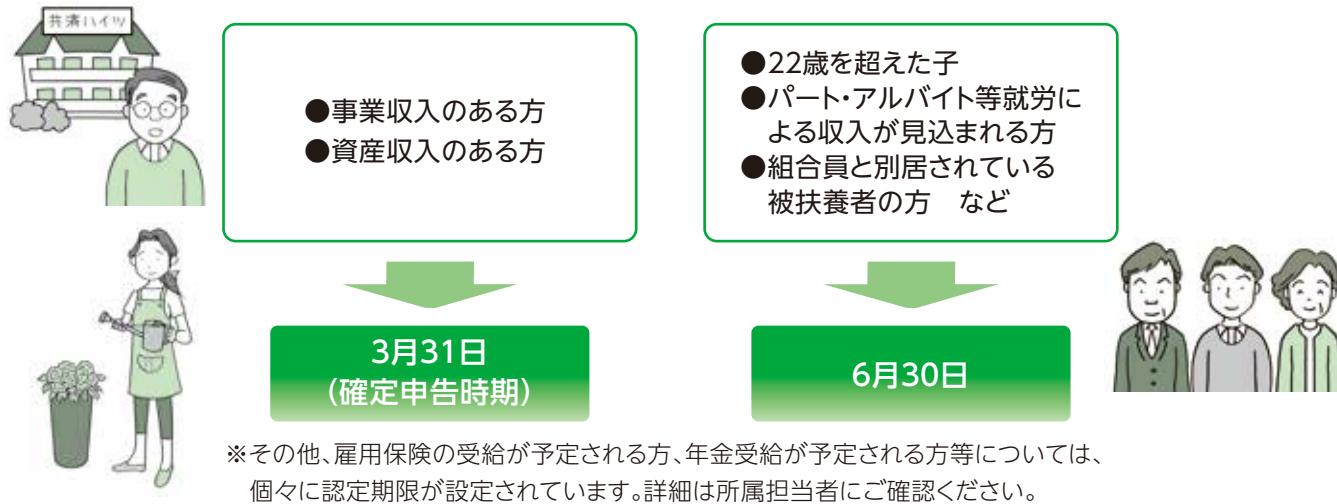 共済ハイツ
●事業収入のある方
●資産収入のある方
●22歳を超えた子
●パート・アルバイト等就労に
よる収入が見込まれる方
●組合員と別居されている
被扶養者の方　など
3月31日
(確定申告時期)
6月30日
※その他、雇用保険の受給が予定される方、年金受給が予定される方等については、
個々に認定期限が設定されています。詳細は所属担当者にご確認ください。